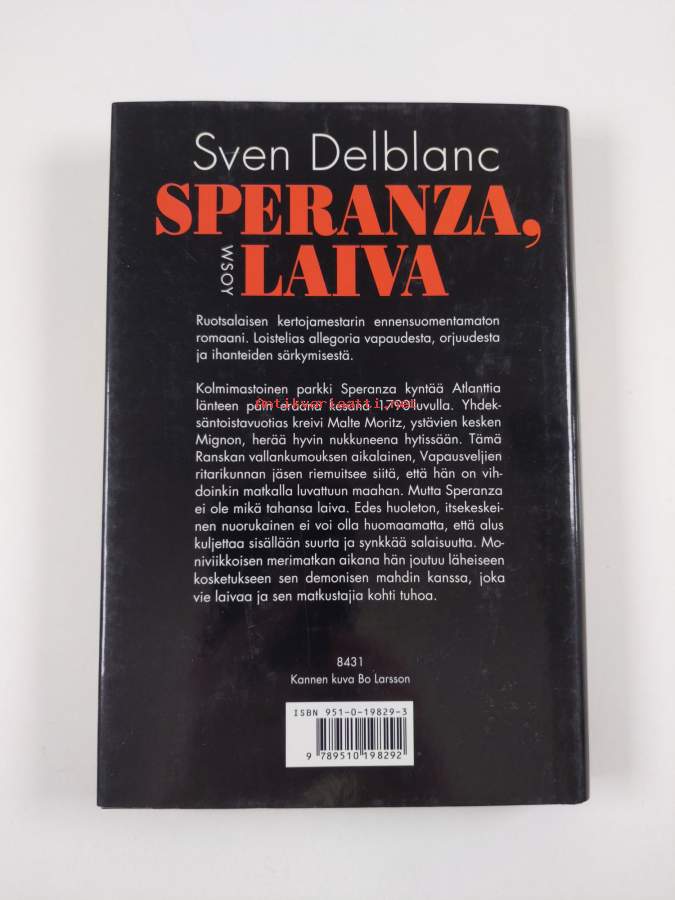 Sven Delblanc
SPERANZA,
WSOY
LAIVA
Ruotsalaisen kertojamestarin ennensuomentamaton
romaani. Loistelias allegoria vapaudesta, orjuudesta
ja ihanteiden särkymisestä.
Kolmimastoinen parkki Speranza kyntää Atlanttia
Antikvariaatti.net
länteen päin eräänä kesänä 1790-luvulla. Yhdek-
säntoistavuotias kreivi Malte Moritz, ystävien kesken
Mignon, herää hyvin nukkuneena hytissään. Tämä
Ranskan vallankumouksen aikalainen, Vapausveljien
ritarikunnan jäsen riemuitsee siitä, että hän on vih-
doinkin matkalla luvattuun maahan. Mutta Speranza
ei ole mikä tahansa laiva. Edes huoleton, itsekeskei-
nen nuorukainen ei voi olla huomaamatta, että alus
kuljettaa sisällään suurta ja synkkää salaisuutta. Mo-
niviikkoisen merimatkan aikana hän joutuu läheiseen
kosketukseen sen demonisen mahdin kanssa, joka
vie laivaa ja sen matkustajia kohti tuhoa.
8431
Kannen kuva Bo Larsson
ISBN 951-0-19829-3
9 789510 198292